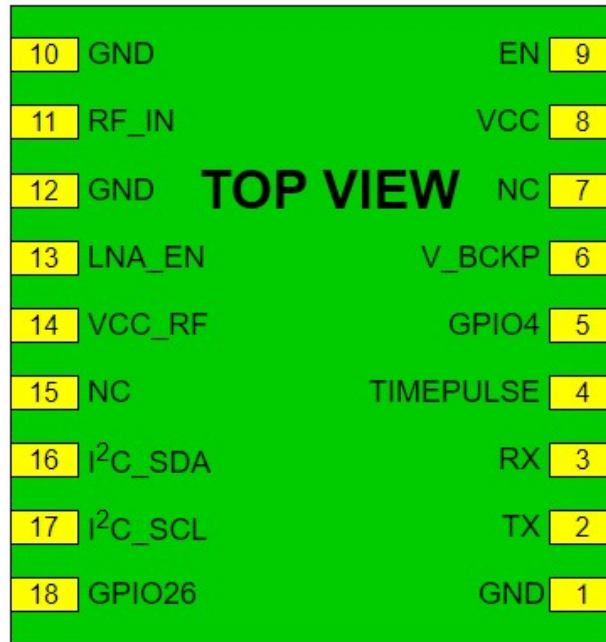 10 GND EN 9
11 RF_IN VCC 8
12 GND TOP VIEW NC 7
13 LNA_EN V_BCKP 6
14 VCC_RF GPIO4 5
15 NC TIMEPULSE 4
16 I²C_SDA RX 3
17 I²C_SCL TX 2
18 GPIO26 GND 1